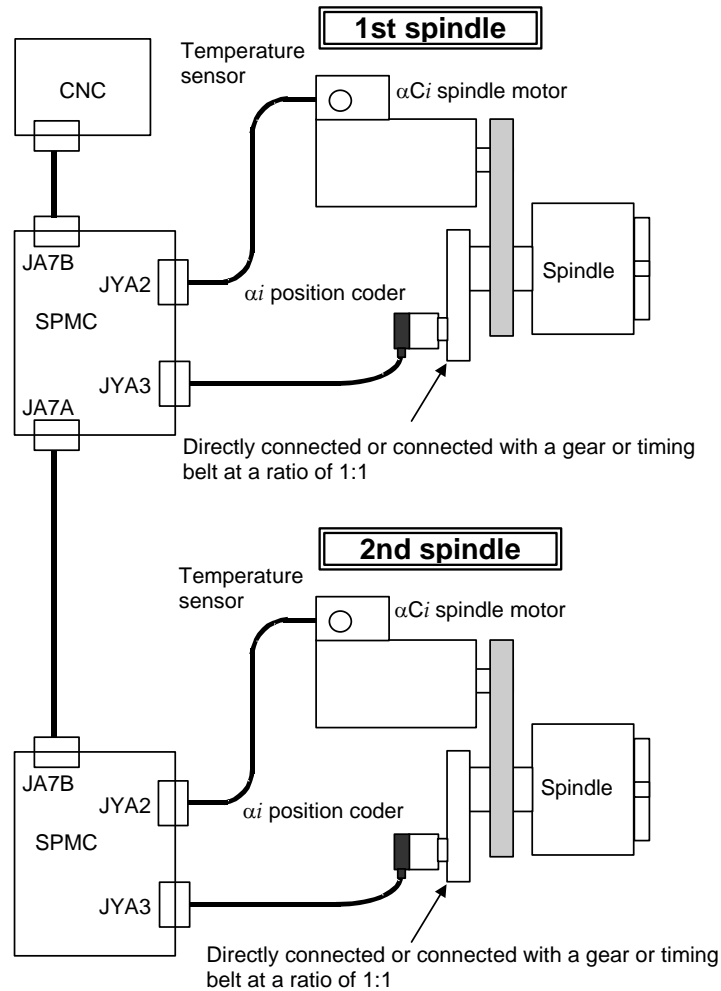 1st spindle
Temperature
sensor
CNC
αCi spindle motor
JA7B
JYA2
SPMC
αi position coder
Spindle
JYA3
JA7A
Directly connected or connected with a gear or timing
belt at a ratio of 1:1
2nd spindle
Temperature
sensor
αCi spindle motor
JA7B
JYA2
αi position coder
Spindle
SPMC
JYA3
Directly connected or connected with a gear or timing
belt at a ratio of 1:1